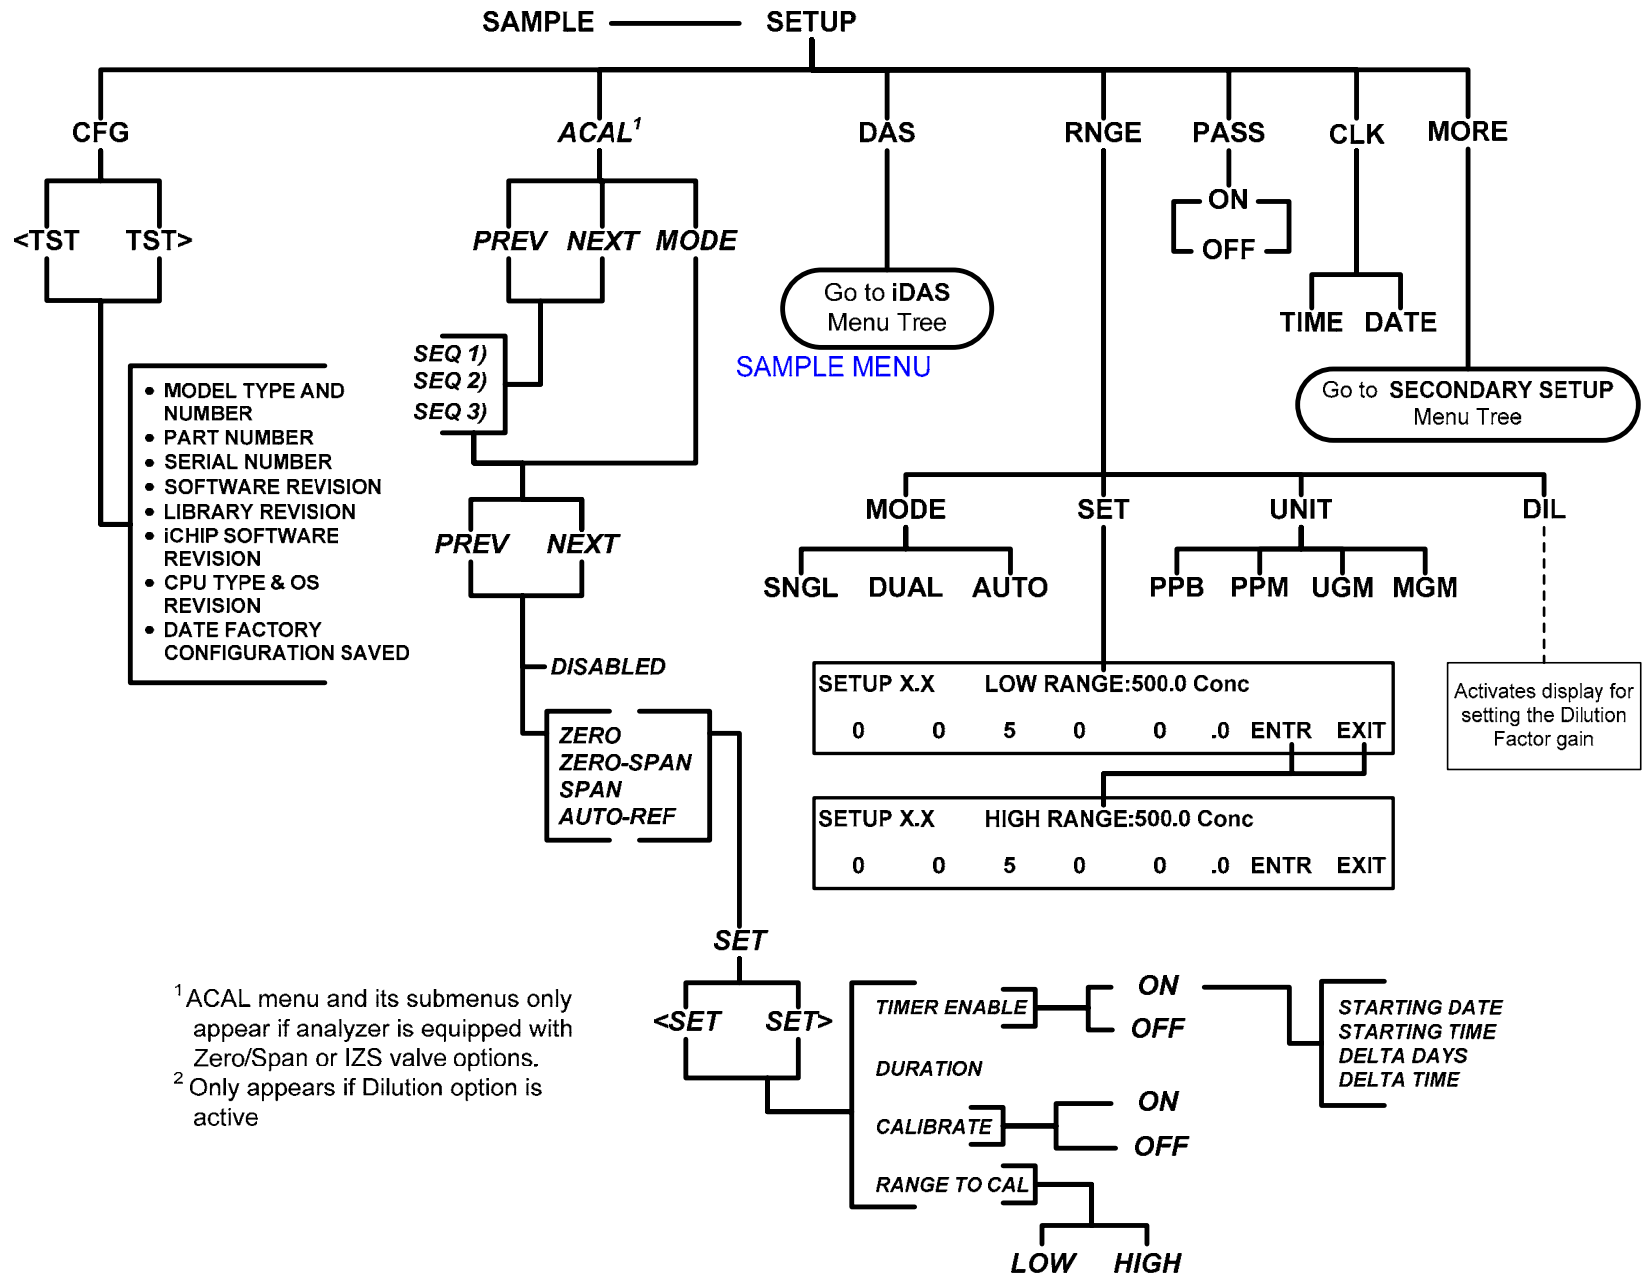 SAMPLE SETUP
CFG ACAL1 DAS RNGE PASS CLK MORE
<TST TST>
PREV NEXT MODE
ON
OFF
TIME DATE
Go to iDAS
Menu Tree
SAMPLE MENU
Go to SECONDARY SETUP
Menu Tree
SEQ 1)
SEQ 2)
SEQ 3)
• MODEL TYPE AND
NUMBER
• PART NUMBER
• SERIAL NUMBER
• SOFTWARE REVISION
• LIBRARY REVISION
• iCHIP SOFTWARE
REVISION
• CPU TYPE & OS
REVISION
• DATE FACTORY
CONFIGURATION SAVED
PREV NEXT
DISABLED
ZERO
ZERO-SPAN
SPAN
AUTO-REF
MODE SET UNIT DIL
SNGL DUAL AUTO
PPB PPM UGM MGM
SETUP X.X LOW RANGE:500.0 Conc
0 0 5 0 0 .0 ENTR EXIT
SETUP X.X HIGH RANGE:500.0 Conc
0 0 5 0 0 .0 ENTR EXIT
Activates display for
setting the Dilution
Factor gain
SET
<SET SET>
TIMER ENABLE
ON
OFF
STARTING DATE
STARTING TIME
DELTA DAYS
DELTA TIME
DURATION
CALIBRATE
ON
OFF
RANGE TO CAL
LOW HIGH
1 ACAL menu and its submenus only
appear if analyzer is equipped with
Zero/Span or IZS valve options.
2 Only appears if Dilution option is
active